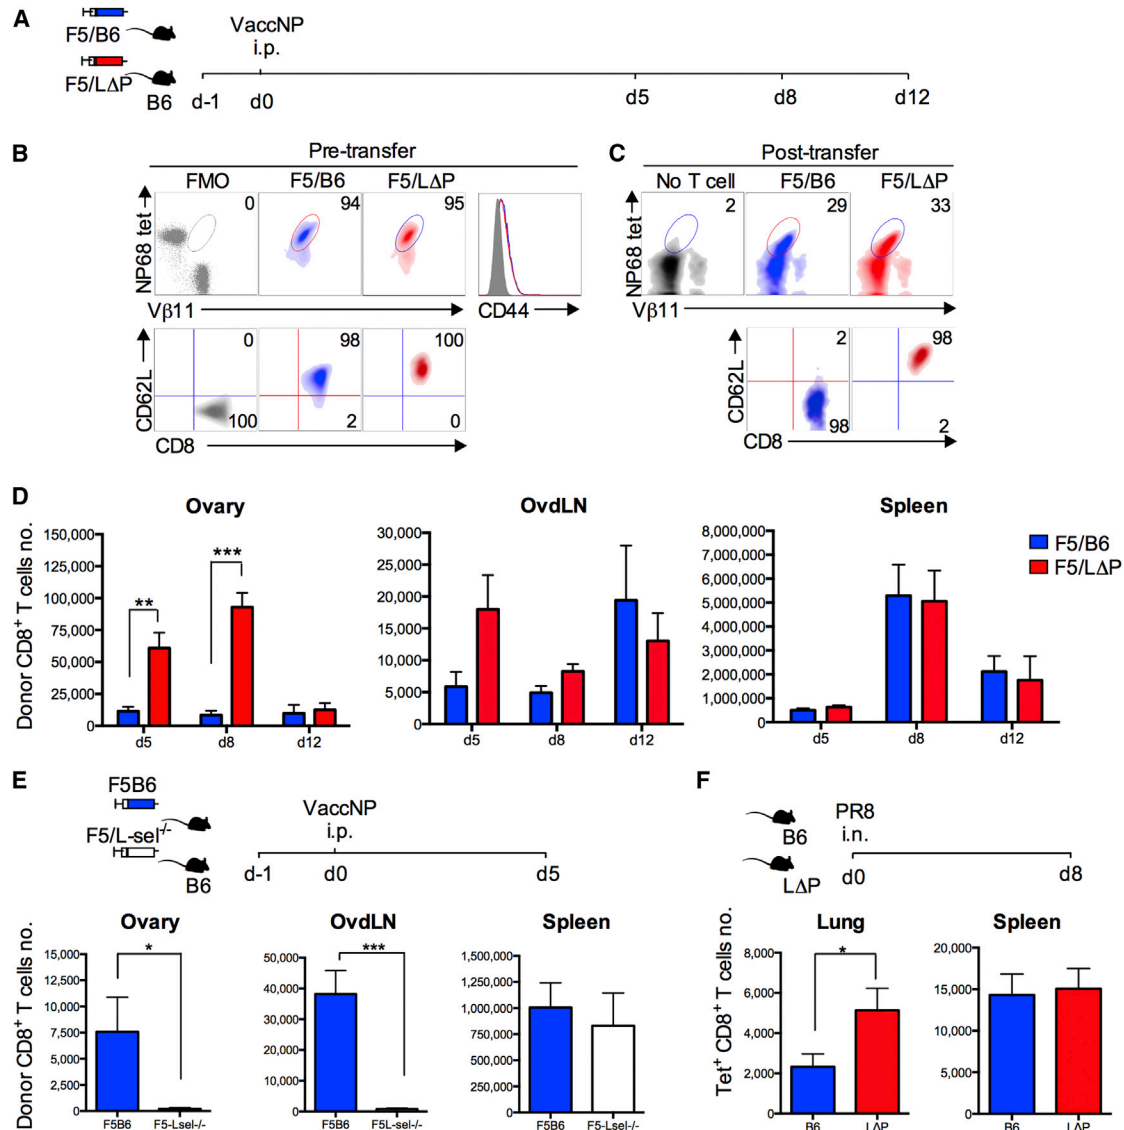 A
F5/B6
F5/LΔP
B6
VaccNP
i.p.
d-1
d0
d5
d8
d12
B
Pre-transfer
FMO
F5/B6
F5/LΔP
NP68 tet
0
94
95
Vβ11
CD44
CD62L
0
98
100
100
2
0
CD8
C
Post-transfer
No T cell
F5/B6
F5/LΔP
NP68 tet
2
29
33
Vβ11
CD62L
2
98
98
2
CD8
D
Donor CD8+ T cells no.
Ovary
150,000
125,000
100,000
75,000
50,000
25,000
0
**
***
d5
d8
d12
OvdLN
30,000
25,000
20,000
15,000
10,000
5,000
0
d5
d8
d12
Spleen
8,000,000
7,000,000
6,000,000
5,000,000
4,000,000
3,000,000
2,000,000
1,000,000
0
d5
d8
d12
F5/B6
F5/LΔP
E
F5B6
F5/L-sel-/-
B6
VaccNP
i.p.
d-1
d0
d5
Donor CD8+ T cells no.
Ovary
15,000
12,500
10,000
7,500
5,000
2,500
0
*
F5B6
F5-Lsel-/-
OvdLN
50,000
40,000
30,000
20,000
10,000
0
***
F5B6
F5L-sel-/-
Spleen
1,500,000
1,250,000
1,000,000
750,000
500,000
250,000
0
F5B6
F5-Lsel-/-
F
B6
LΔP
PR8
i.n.
d0
d8
Tet+ CD8+ T cells no.
Lung
8,000
6,000
4,000
2,000
0
*
B6
LΔP
Spleen
20,000
15,000
10,000
5,000
0
B6
LΔP